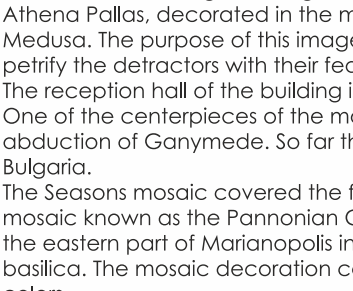 Athena Pallas, decorated in the
Medusa. The purpose of this image
petrify the detractors with their
The reception hall of the building
One of the centerpieces of the
abduction of Ganymede. So far
Bulgaria.
The Seasons mosaic covered the
mosaic known as the Pannonian
the eastern part of Marianopolis in
basilica. The mosaic decoration